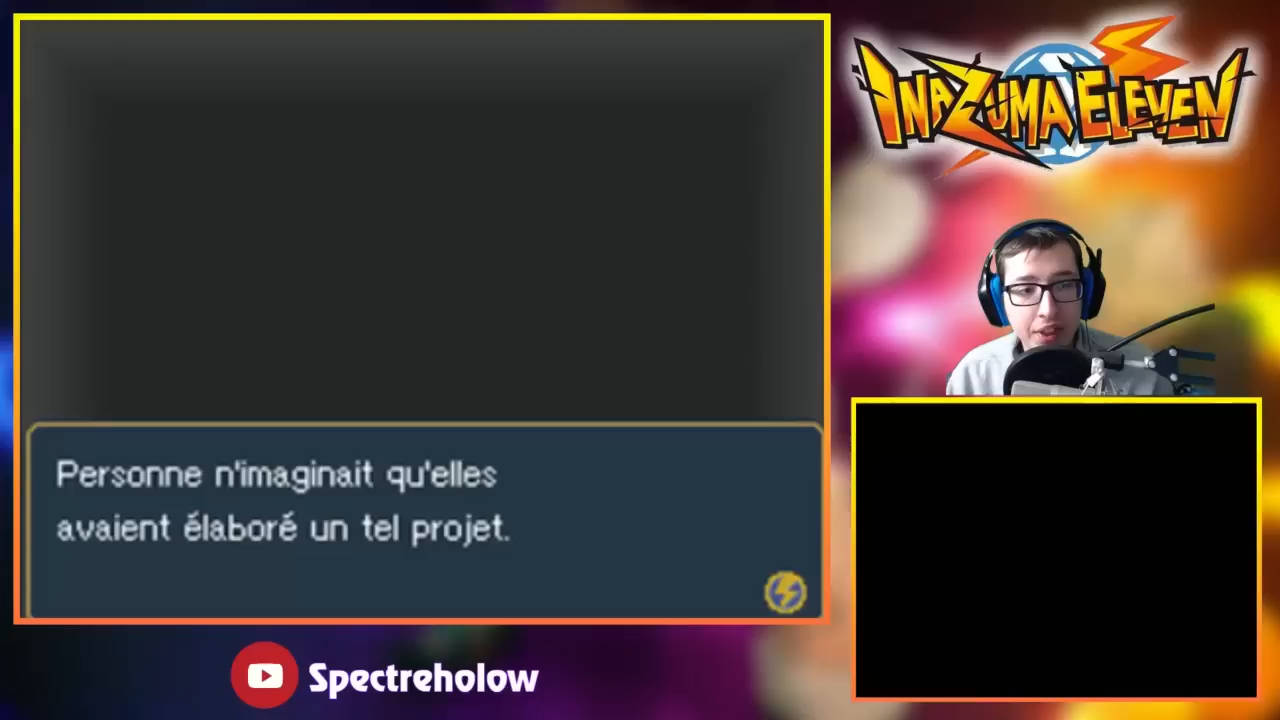 INAZUMA ELEVEN
Personne n'imaginait qu'elles
avaient élaboré un tel projet.
Spectreholow